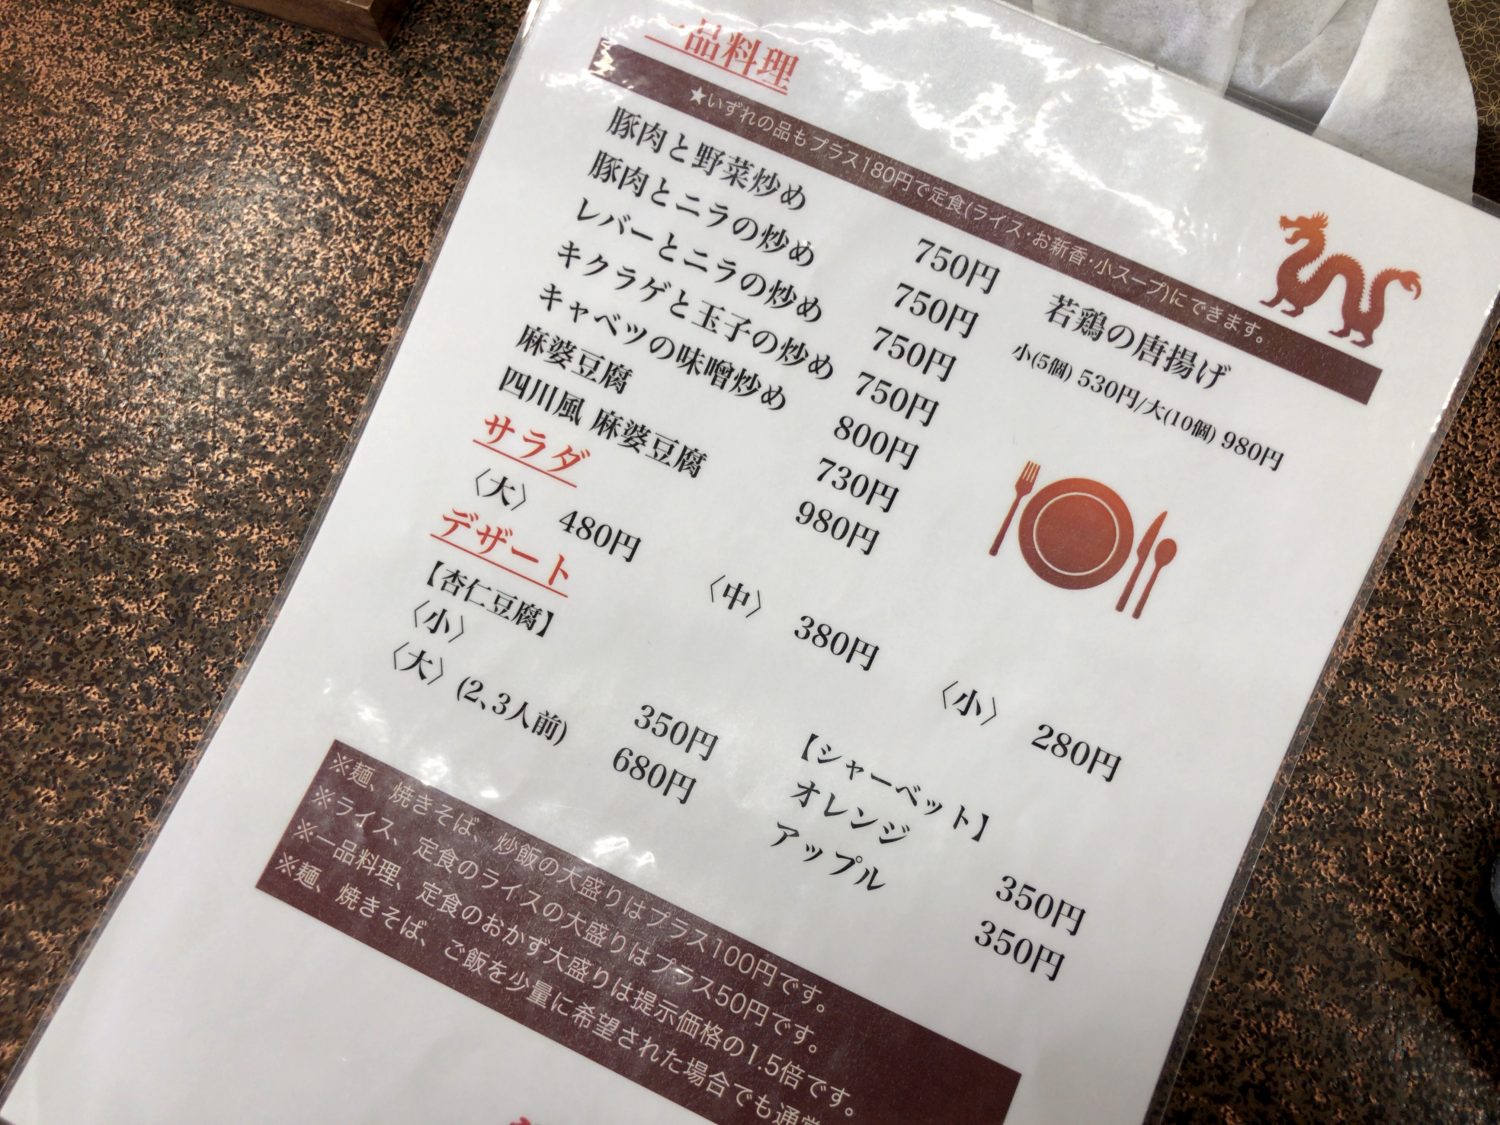 一品料理
★いずれの品もプラス180円で定食(ライス・お新香・小スープ)にできます。
豚肉と野菜炒め 750円
豚肉とニラの炒め 750円
レバーとニラの炒め 750円
キクラゲと玉子の炒め 750円
キャベツの味噌炒め 800円
麻婆豆腐 730円
四川風 麻婆豆腐 980円
若鶏の唐揚げ
小(5個) 530円/大(10個) 980円
サラダ
〈大〉 480円 〈中〉 380円 〈小〉 280円
デザート
【杏仁豆腐】
〈小〉 350円
〈大〉(2、3人前) 680円
【シャーベット】
オレンジ 350円
アップル 350円
※麺、焼きそば、炒飯の大盛りはプラス100円です。
※ライス、定食のライスの大盛りはプラス50円です。
※一品料理、定食のおかず大盛りは提示価格の1.5倍です。
※麺、焼きそば、ご飯を少量に希望された場合でも通常